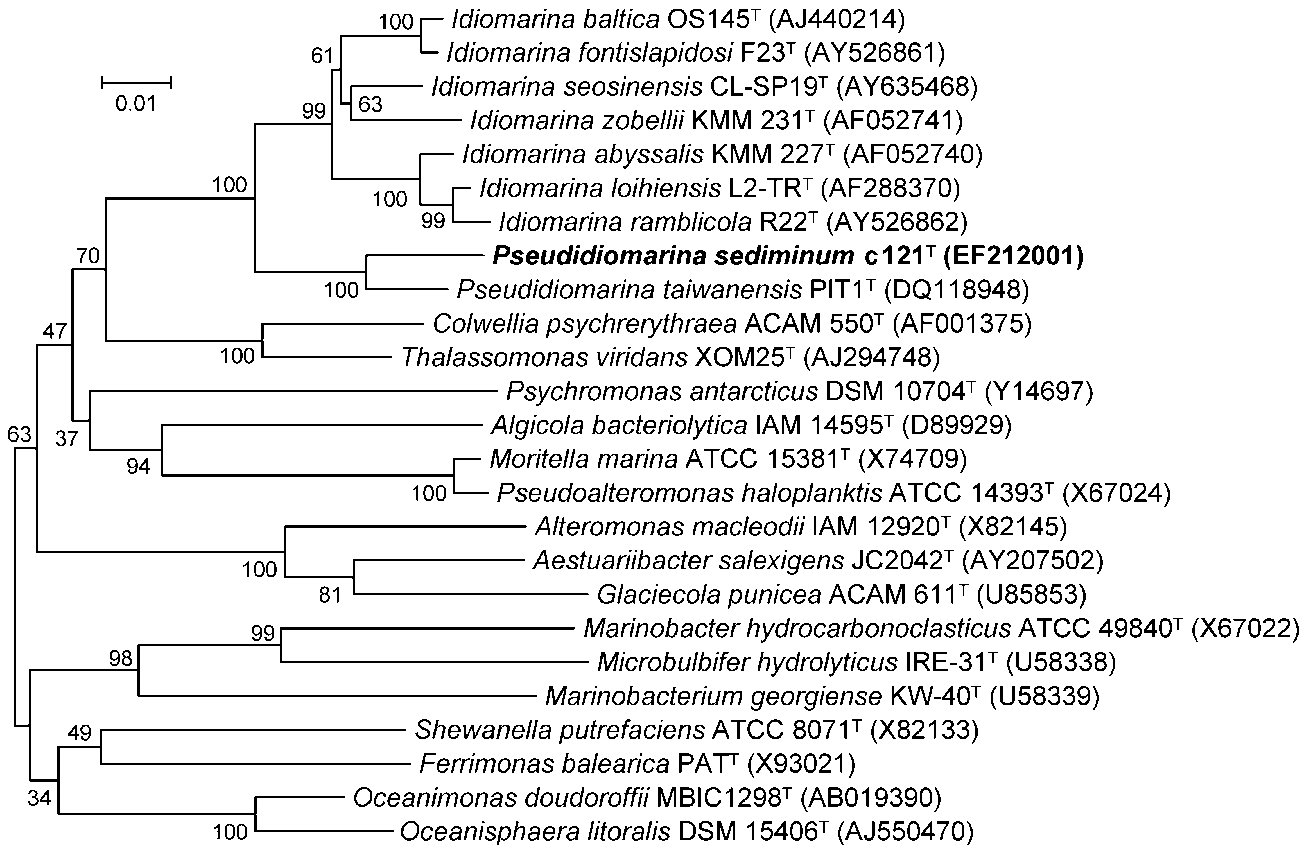 100 Idiomarina baltica OS145ᵀ (AJ440214)
Idiomarina fontislapidosi F23ᵀ (AY526861)
61
Idiomarina seosinensis CL-SP19ᵀ (AY635468)
0.01
63
99
Idiomarina zobellii KMM 231ᵀ (AF052741)
Idiomarina abyssalis KMM 227ᵀ (AF052740)
100
100
Idiomarina loihiensis L2-TRᵀ (AF288370)
99
Idiomarina ramblicola R22ᵀ (AY526862)
70
Pseudidiomarina sediminum c121ᵀ (EF212001)
100
Pseudidiomarina taiwanensis PIT1ᵀ (DQ118948)
47
Colwellia psychrerythraea ACAM 550ᵀ (AF001375)
100
Thalassomonas viridans XOM25ᵀ (AJ294748)
Psychromonas antarcticus DSM 10704ᵀ (Y14697)
63
37
Algicola bacteriolytica IAM 14595ᵀ (D89929)
94
Moritella marina ATCC 15381ᵀ (X74709)
100
Pseudoalteromonas haloplanktis ATCC 14393ᵀ (X67024)
Alteromonas macleodii IAM 12920ᵀ (X82145)
100
Aestuariibacter salexigens JC2042ᵀ (AY207502)
81
Glaciecola punicea ACAM 611ᵀ (U85853)
99
Marinobacter hydrocarbonoclasticus ATCC 49840ᵀ (X67022)
98
Microbulbifer hydrolyticus IRE-31ᵀ (U58338)
Marinobacterium georgiense KW-40ᵀ (U58339)
49
Shewanella putrefaciens ATCC 8071ᵀ (X82133)
Ferrimonas balearica PATᵀ (X93021)
34
Oceanimonas doudoroffii MBIC1298ᵀ (AB019390)
100
Oceanisphaera litoralis DSM 15406ᵀ (AJ550470)